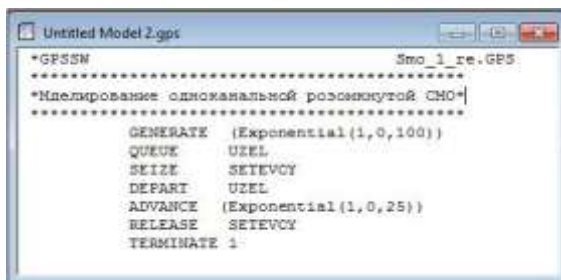 Untitled Model 2.gps
*GPSSW Smo_1_re.GPS
**********************************************
*Мделирование одноканальной розомкнутой СМО*
**********************************************
GENERATE (Exponential(1,0,100))
QUEUE UZEL
SEIZE SETEVOY
DEPART UZEL
ADVANCE (Exponential(1,0,25))
RELEASE SETEVOY
TERMINATE 1